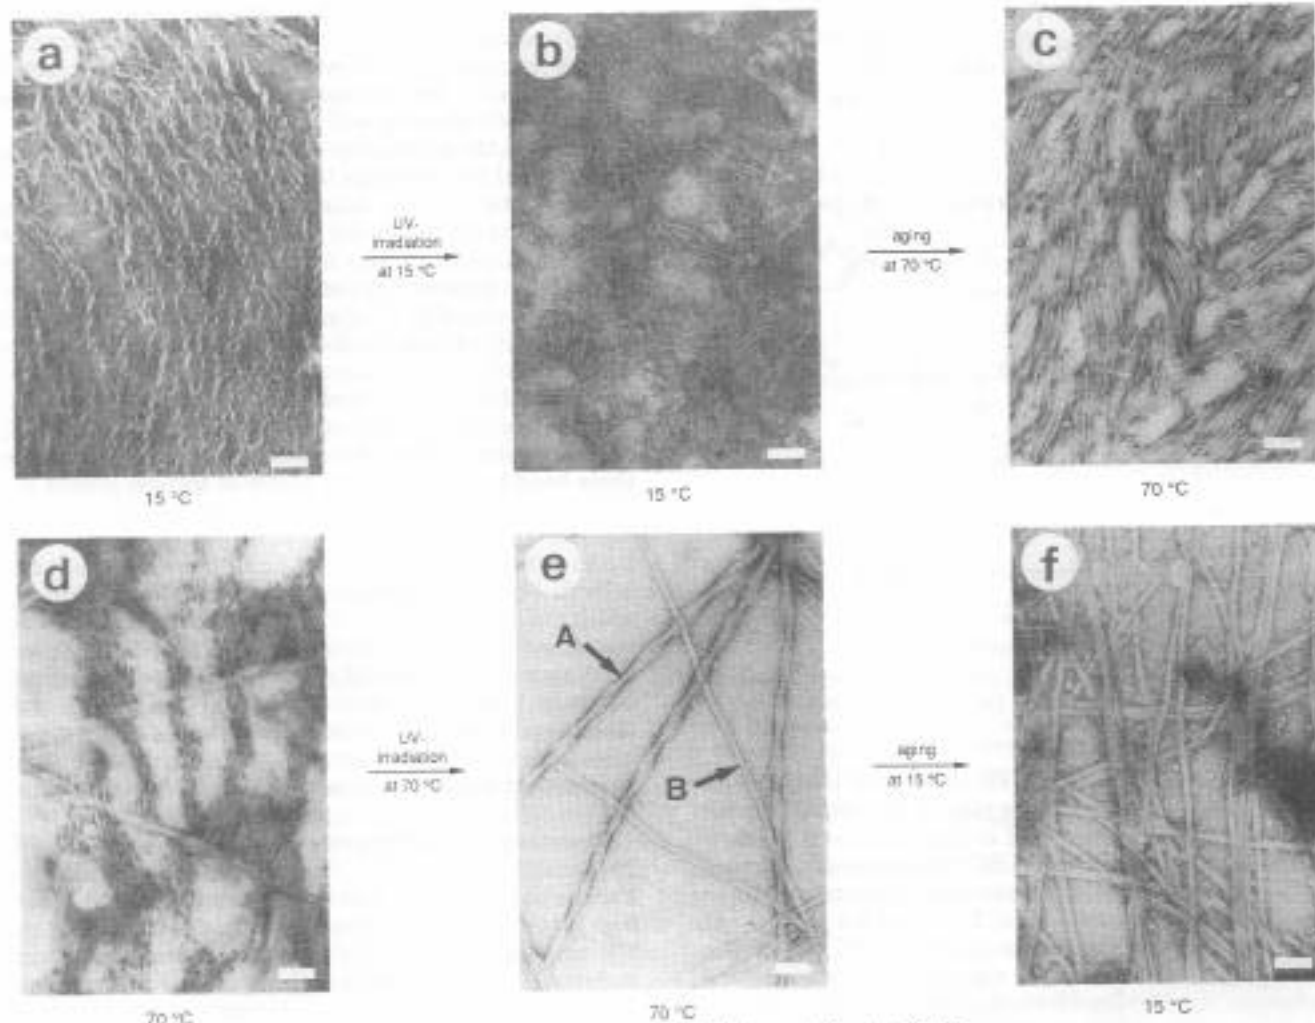 a
b
c
UV-
irradiation
at 15 °C
aging
at 70 °C
15 °C
15 °C
70 °C
d
e
f
A
B
UV-
irradiation
at 70 °C
aging
at 15 °C
70 °C
70 °C
15 °C